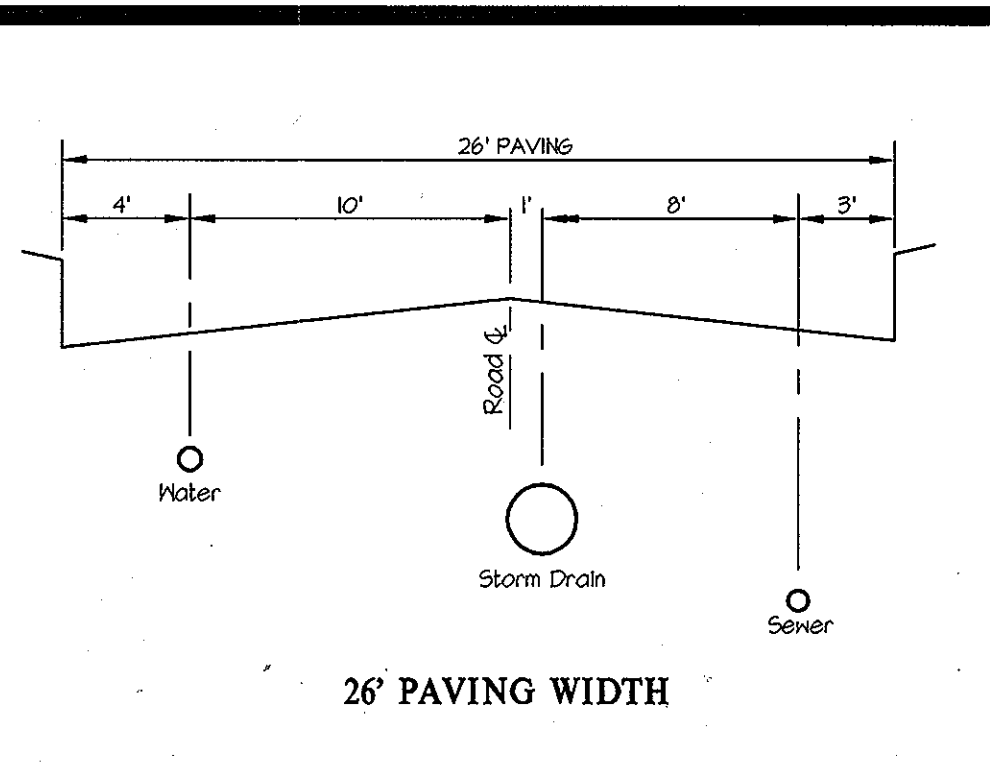 26' PAVING
4' 10' 1' 8' 3'
Road ℄
Water
Storm Drain
Sewer
26' PAVING WIDTH